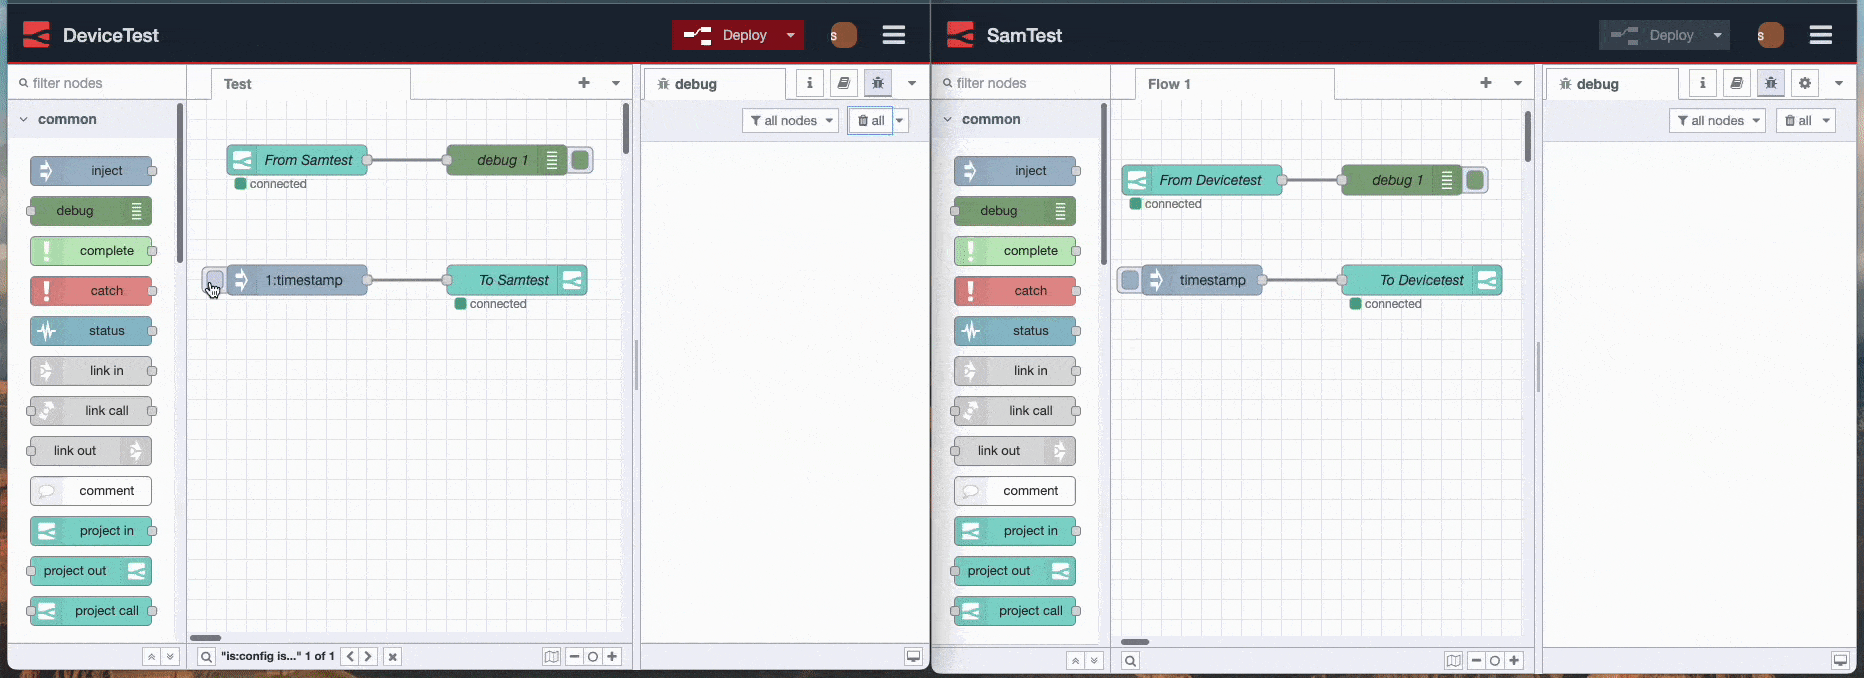 DeviceTest
Deploy
s
filter nodes
Test
debug
all nodes
all
common
inject
debug
complete
catch
status
link in
link call
link out
comment
project in
project out
project call
From Samtest
connected
debug 1
1:timestamp
To Samtest
connected
"is:config is..." 1 of 1
SamTest
Deploy
s
filter nodes
Flow 1
debug
all nodes
all
common
inject
debug
complete
catch
status
link in
link call
link out
comment
project in
project out
project call
From Devicetest
connected
debug 1
timestamp
To Devicetest
connected